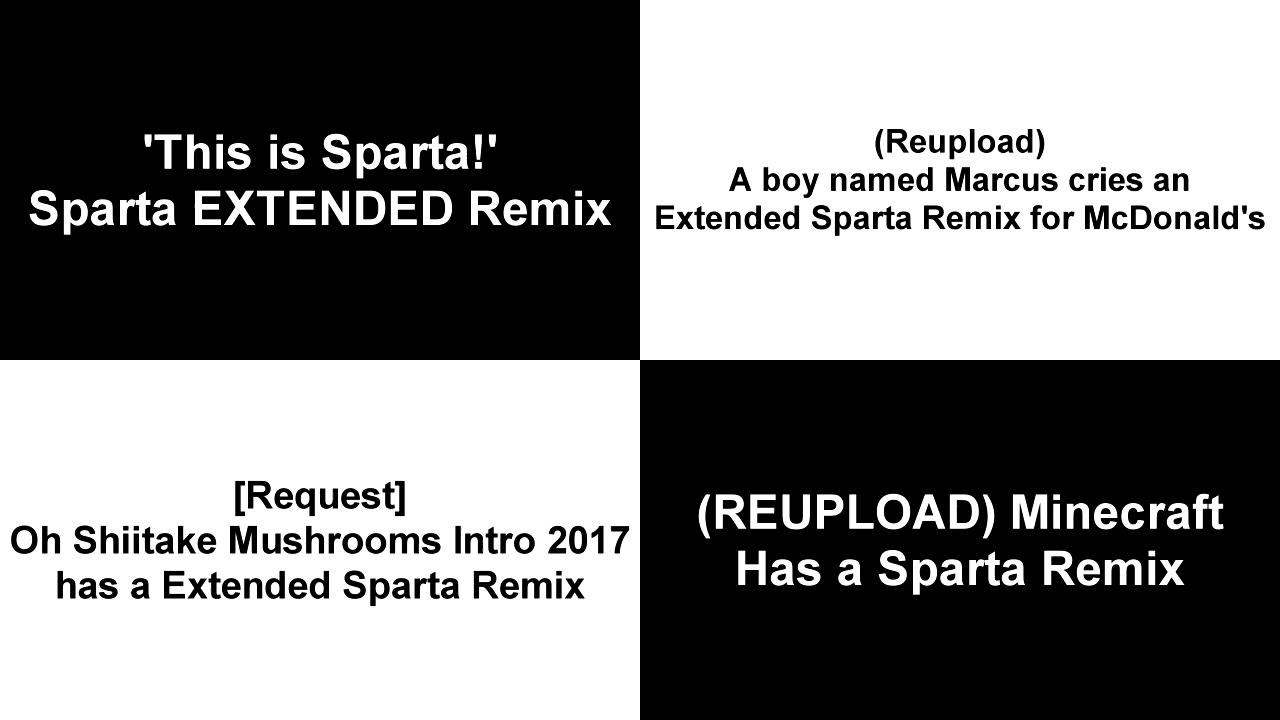 'This is Sparta!'
Sparta EXTENDED Remix
(Reupload)
A boy named Marcus cries an
Extended Sparta Remix for McDonald's
[Request]
Oh Shiitake Mushrooms Intro 2017
has a Extended Sparta Remix
(REUPLOAD) Minecraft
Has a Sparta Remix